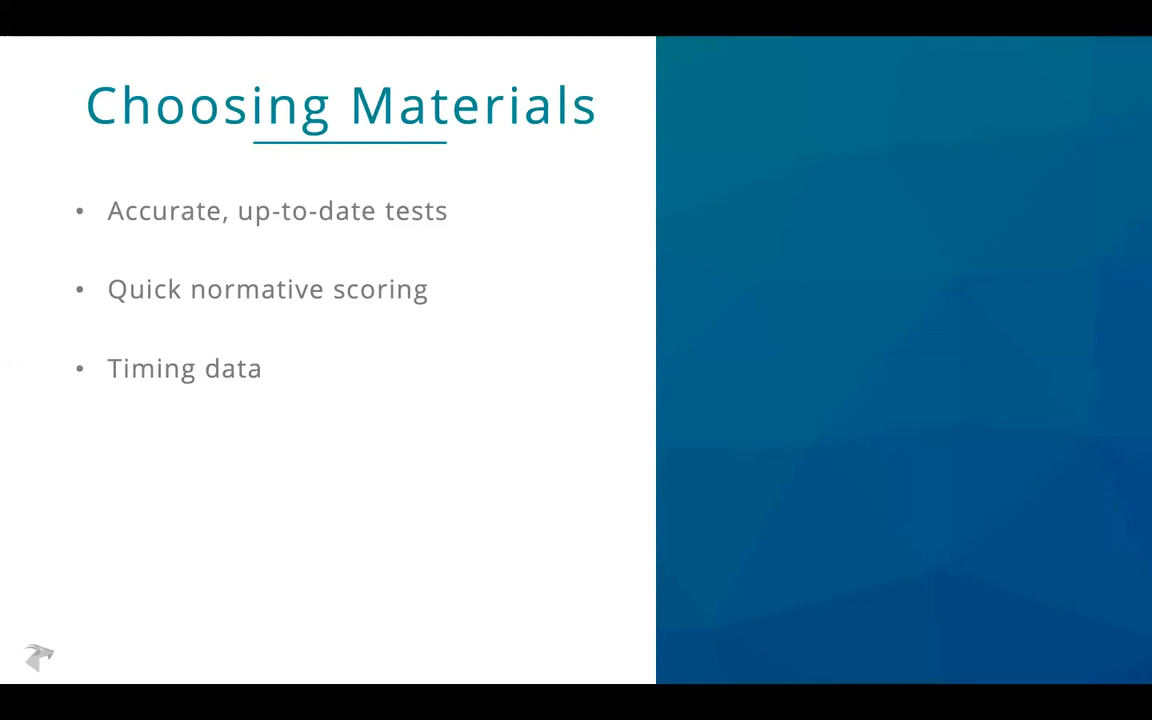 Choosing Materials
• Accurate, up-to-date tests
• Quick normative scoring
• Timing data